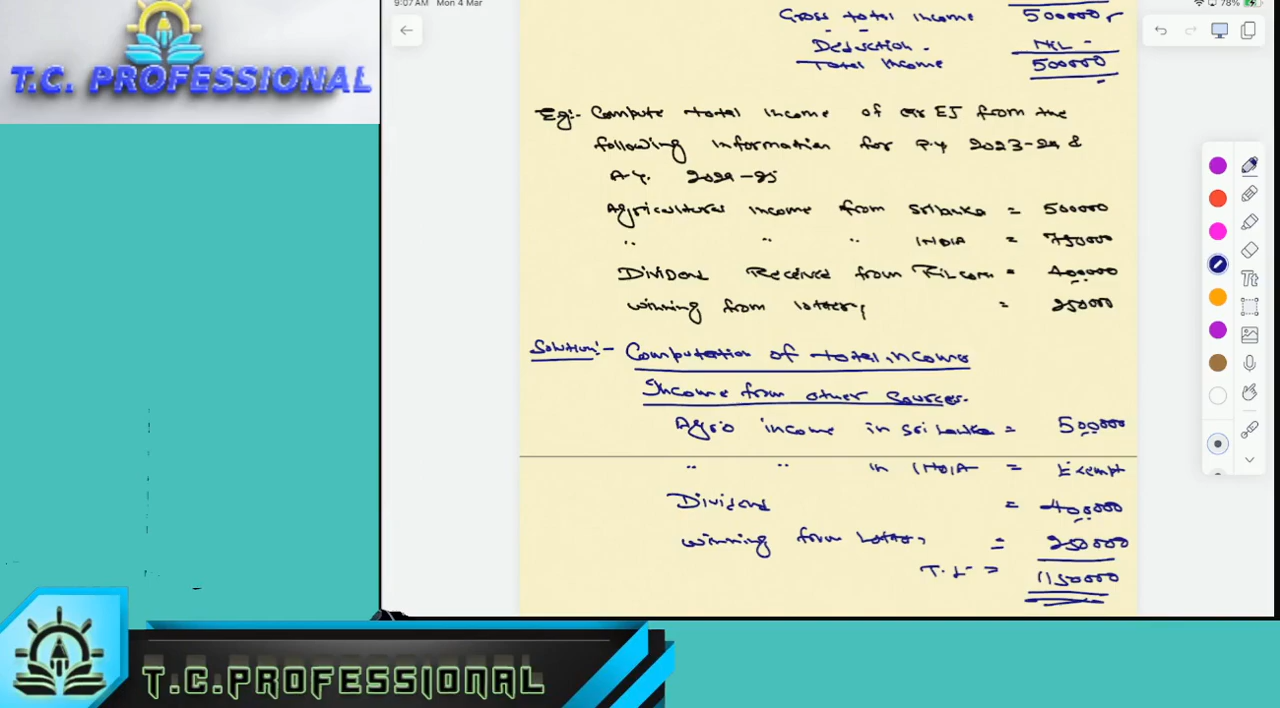 9:07 AM Mon 4 Mar
78%
T.C. PROFESSIONAL
Gross total income 500000
Deduction. NIL
Total Income 500000
Eg:- Compute total income of Mr EJ from the
following information for P.Y 2023-24 &
A.Y. 2024-25
Agricultural income from Srilanka = 500000
" " " INDIA = 750000
Dividend Received from RIL com = 400000
winning from lottery = 250000
Solution:- Computation of total income
Income from other sources.
Agro income in Sri Lanka = 500000
" " in INDIA = Exempt
Dividend = 400000
winning from lottery = 250000
T.I = 1150000
T.C.PROFESSIONAL